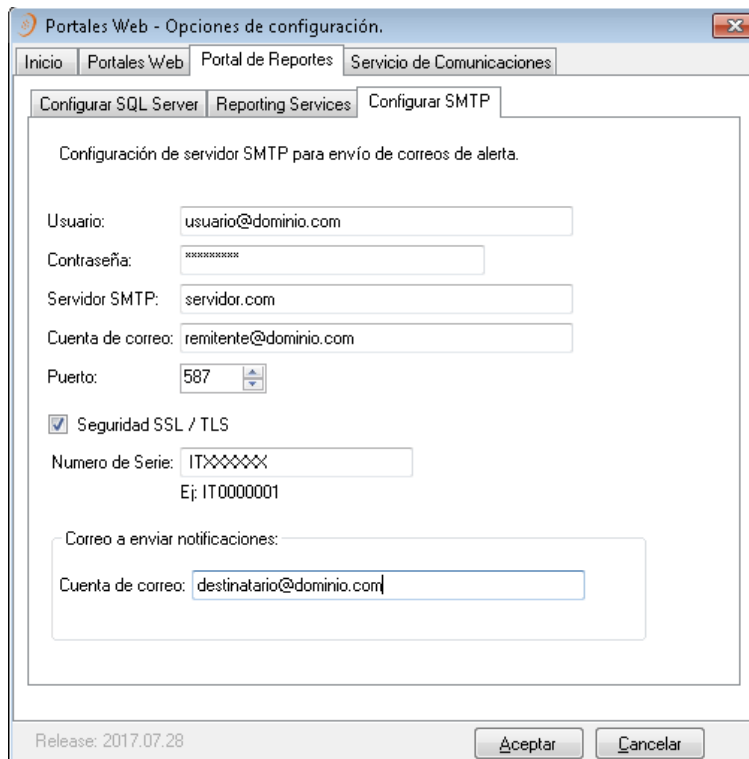 Portales Web - Opciones de configuración.
Inicio Portales Web Portal de Reportes Servicio de Comunicaciones
Configurar SQL Server Reporting Services Configurar SMTP
Configuración de servidor SMTP para envío de correos de alerta.
Usuario: usuario@dominio.com
Contraseña: *********
Servidor SMTP: servidor.com
Cuenta de correo: remitente@dominio.com
Puerto: 587
Seguridad SSL / TLS
Numero de Serie: ITXXXXXX
Ej: IT0000001
Correo a enviar notificaciones:
Cuenta de correo: destinatario@dominio.com
Release: 2017.07.28 Aceptar Cancelar